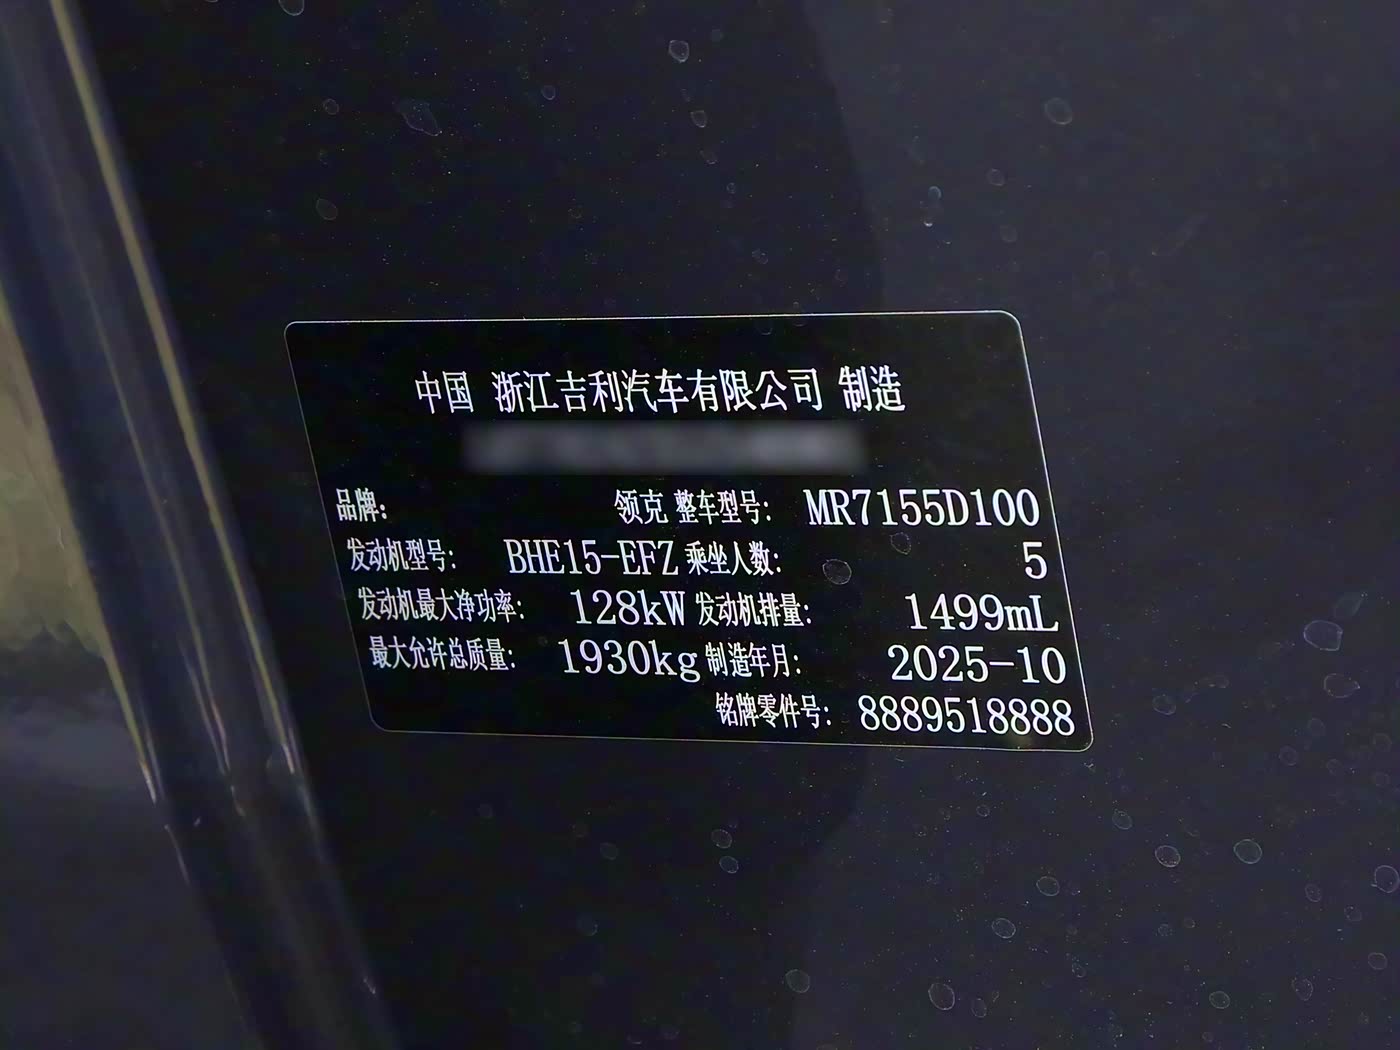 中国 浙江吉利汽车有限公司 制造
品牌: 领克 整车型号: MR7155D100
发动机型号: BHE15-EFZ 乘坐人数: 5
发动机最大净功率: 128kW 发动机排量: 1499mL
最大允许总质量: 1930kg 制造年月: 2025-10
铭牌零件号: 8889518888